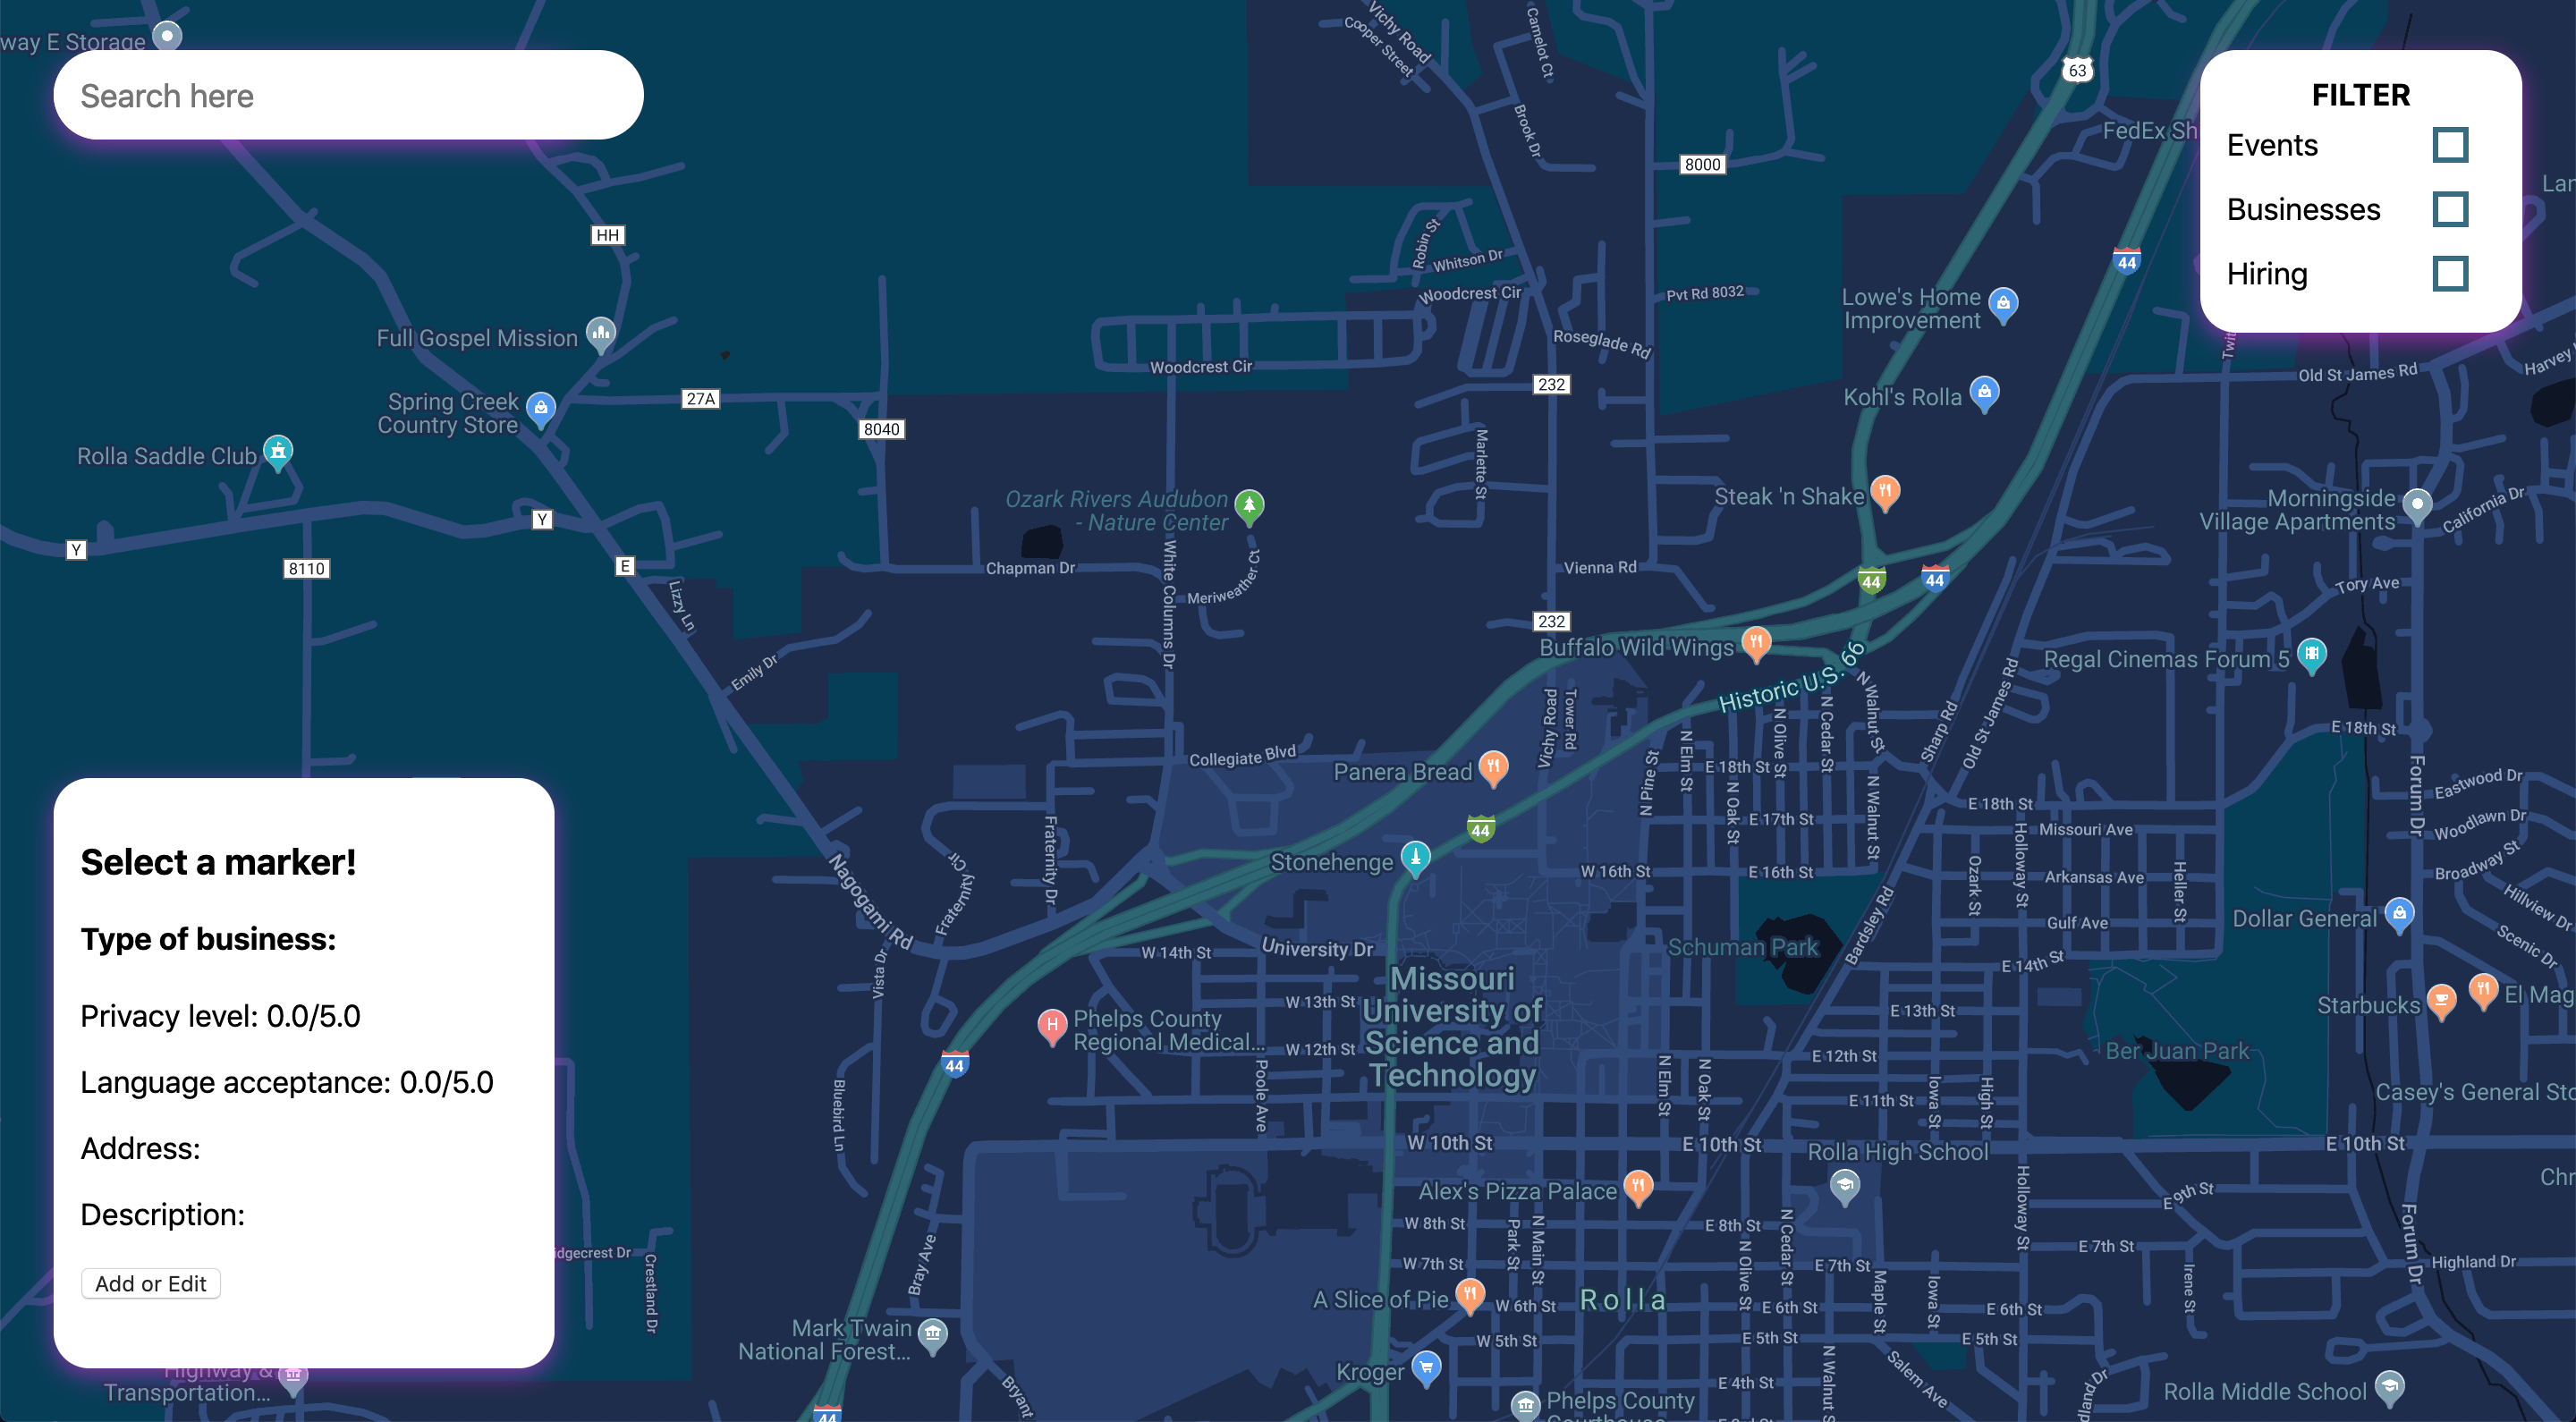 way E Storage
Search here
FILTER
Events
Businesses
Hiring
Vichy Road
Cooper Street
Camelot Ct
Brook Dr
63
8000
FedEx Sh
Lar
HH
Robin St
Whitson Dr
44
Woodcrest Cir
Pvt Rd 8032
Lowe's Home
Improvement
Full Gospel Mission
Roseglade Rd
Twit
Harvey
Woodcrest Cir
232
Old St James Rd
Spring Creek
Country Store
27A
8040
Kohl's Rolla
Rolla Saddle Club
Marlette St
Steak 'n Shake
Ozark Rivers Audubon
- Nature Center
Morningside
Village Apartments
California Dr
Y
Y
8110
E
Chapman Dr
White Columns Dr
Meriweather Ct
Vienna Rd
44
44
Tory Ave
Lizzy Ln
232
Buffalo Wild Wings
Historic U.S. 66
Regal Cinemas Forum 5
Emily Dr
Vichy Road
Tower Rd
N Walnut St
N Cedar St
N Olive St
N Elm St
N Pine St
Sharp Rd
Old St James Rd
E 18th St
Collegiate Blvd
Panera Bread
E 18th St
N Oak St
N Walnut St
Forum Dr
Eastwood Dr
E 18th St
44
E 17th St
Missouri Ave
Woodlawn Dr
Select a marker!
Type of business:
Privacy level: 0.0/5.0
Language acceptance: 0.0/5.0
Address:
Description:
Add or Edit
Nagogami Rd
Fraternity Cir
Fraternity Dr
Stonehenge
W 16th St
E 16th St
Holloway St
Ozark St
Arkansas Ave
Heller St
Broadway St
Hillview Dr
Dollar General
Gulf Ave
Scenic Dr
Bardsley Rd
Vista Dr
W 14th St
University Dr
Schuman Park
E 14th St
Missouri
University of
Science and
Technology
W 13th St
E 13th St
Starbucks
El Mag
Phelps County
Regional Medical...
W 12th St
E 12th St
Ber Juan Park
44
Bluebird Ln
Poole Ave
N Elm St
N Oak St
E 11th St
Iowa St
High St
Casey's General Sto
W 10th St
E 10th St
Rolla High School
E 10th St
Chr
Alex's Pizza Palace
Holloway St
E 9th St
W 8th St
Park St
N Main St
E 8th St
N Cedar St
N Olive St
Forum Dr
idgecrest Dr
Crestland Dr
Bray Ave
W 7th St
E 7th St
E 7th St
Highland Dr
Maple St
Iowa St
Irene St
A Slice of Pie
W 6th St
Rolla
E 6th St
E 6th St
Mark Twain
National Forest...
W 5th St
E 5th St
E 5th St
Highway &
Transportation...
Kroger
N Walnut S
Salem Ave
Bryant
E 4th St
dland Dr
Rolla Middle School
Phelps County
Courthouse
44